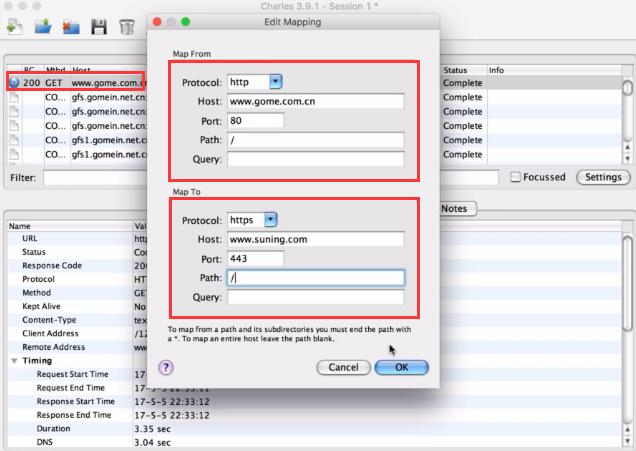 Charles 3.9.1 - Session 1 *
Edit Mapping
Map From
Protocol: http
Host: www.gome.com.cn
Port: 80
Path: /
Query:
Map To
Protocol: https
Host: www.suning.com
Port: 443
Path: /
Query:
To map from a path and its subdirectories you must end the path with
a *. To map an entire host leave the path blank.
? Cancel OK
RC Mthd Host Status Info
200 GET www.gome.com.c Complete
CO... gfs.gomein.net.cn: Complete
CO... gfs.gomein.net.cn: Complete
CO... gfs1.gomein.net.c Complete
CO... gfs1.gomein.net.c Complete
CO... gfs1.gomein.net.c Complete
Filter: Focussed Settings
Notes
Name Val
URL http
Status Co
Response Code 200
Protocol HT
Method GE
Kept Alive No
Content-Type tex
Client Address /12
Remote Address ww
Timing
Request Start Time 17-
Request End Time 17-5-5 22:33:11
Response Start Time 17-5-5 22:33:12
Response End Time 17-5-5 22:33:12
Duration 3.35 sec
DNS 3.04 sec